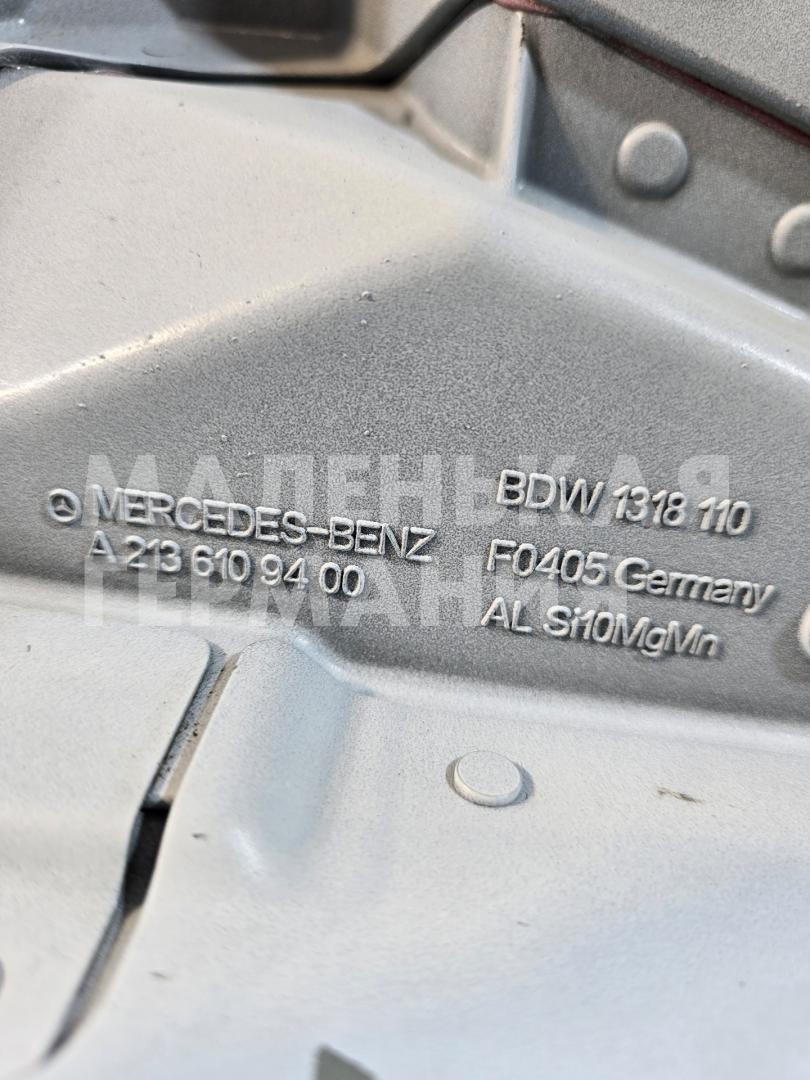 МАЛЕНЬКАЯ
ГЕРМАНИЯ
MERCEDES-BENZ
A 213 610 94 00
BDW 1318 110
F0405 Germany
AL Si10MgMn